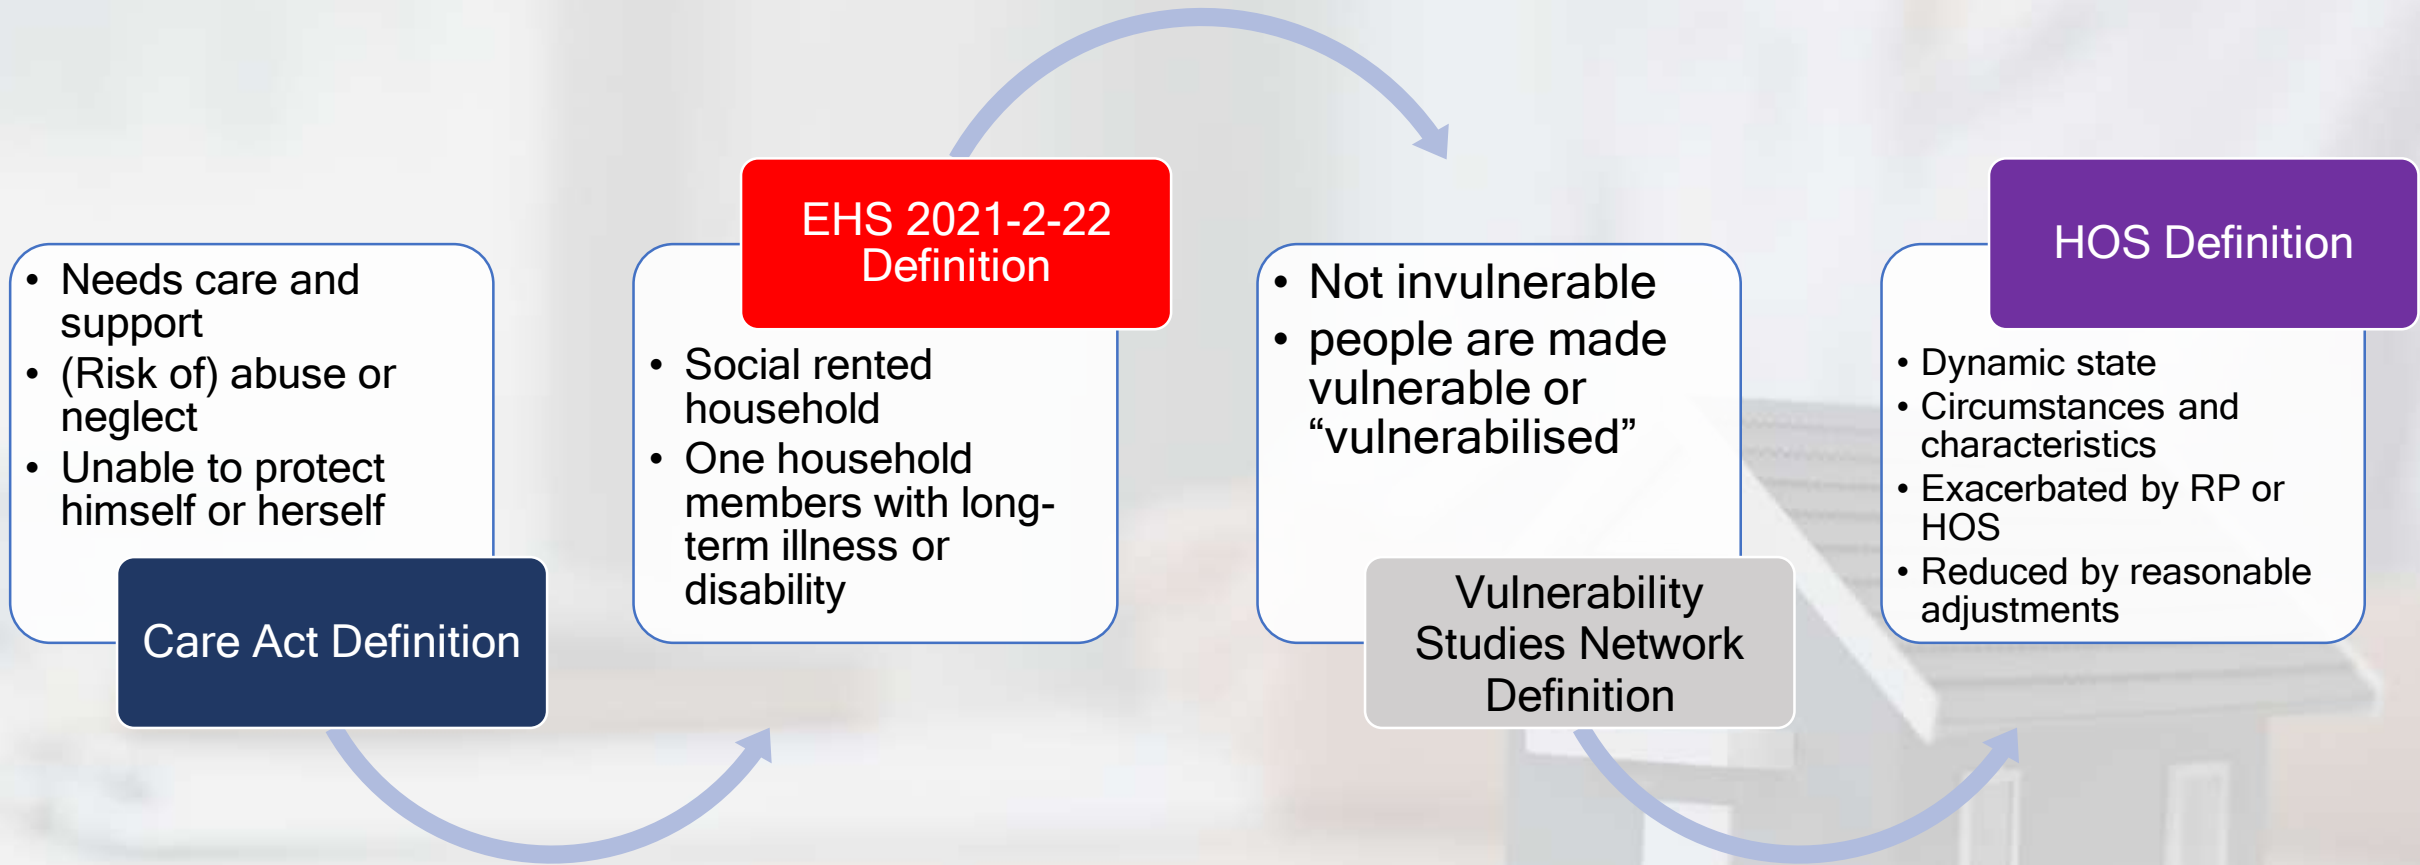 • Needs care and
support
• (Risk of) abuse or
neglect
• Unable to protect
himself or herself
Care Act Definition
EHS 2021-2-22
Definition
• Social rented
household
• One household
members with long-
term illness or
disability
• Not invulnerable
• people are made
vulnerable or
“vulnerabilised”
Vulnerability
Studies Network
Definition
HOS Definition
• Dynamic state
• Circumstances and
characteristics
• Exacerbated by RP or
HOS
• Reduced by reasonable
adjustments